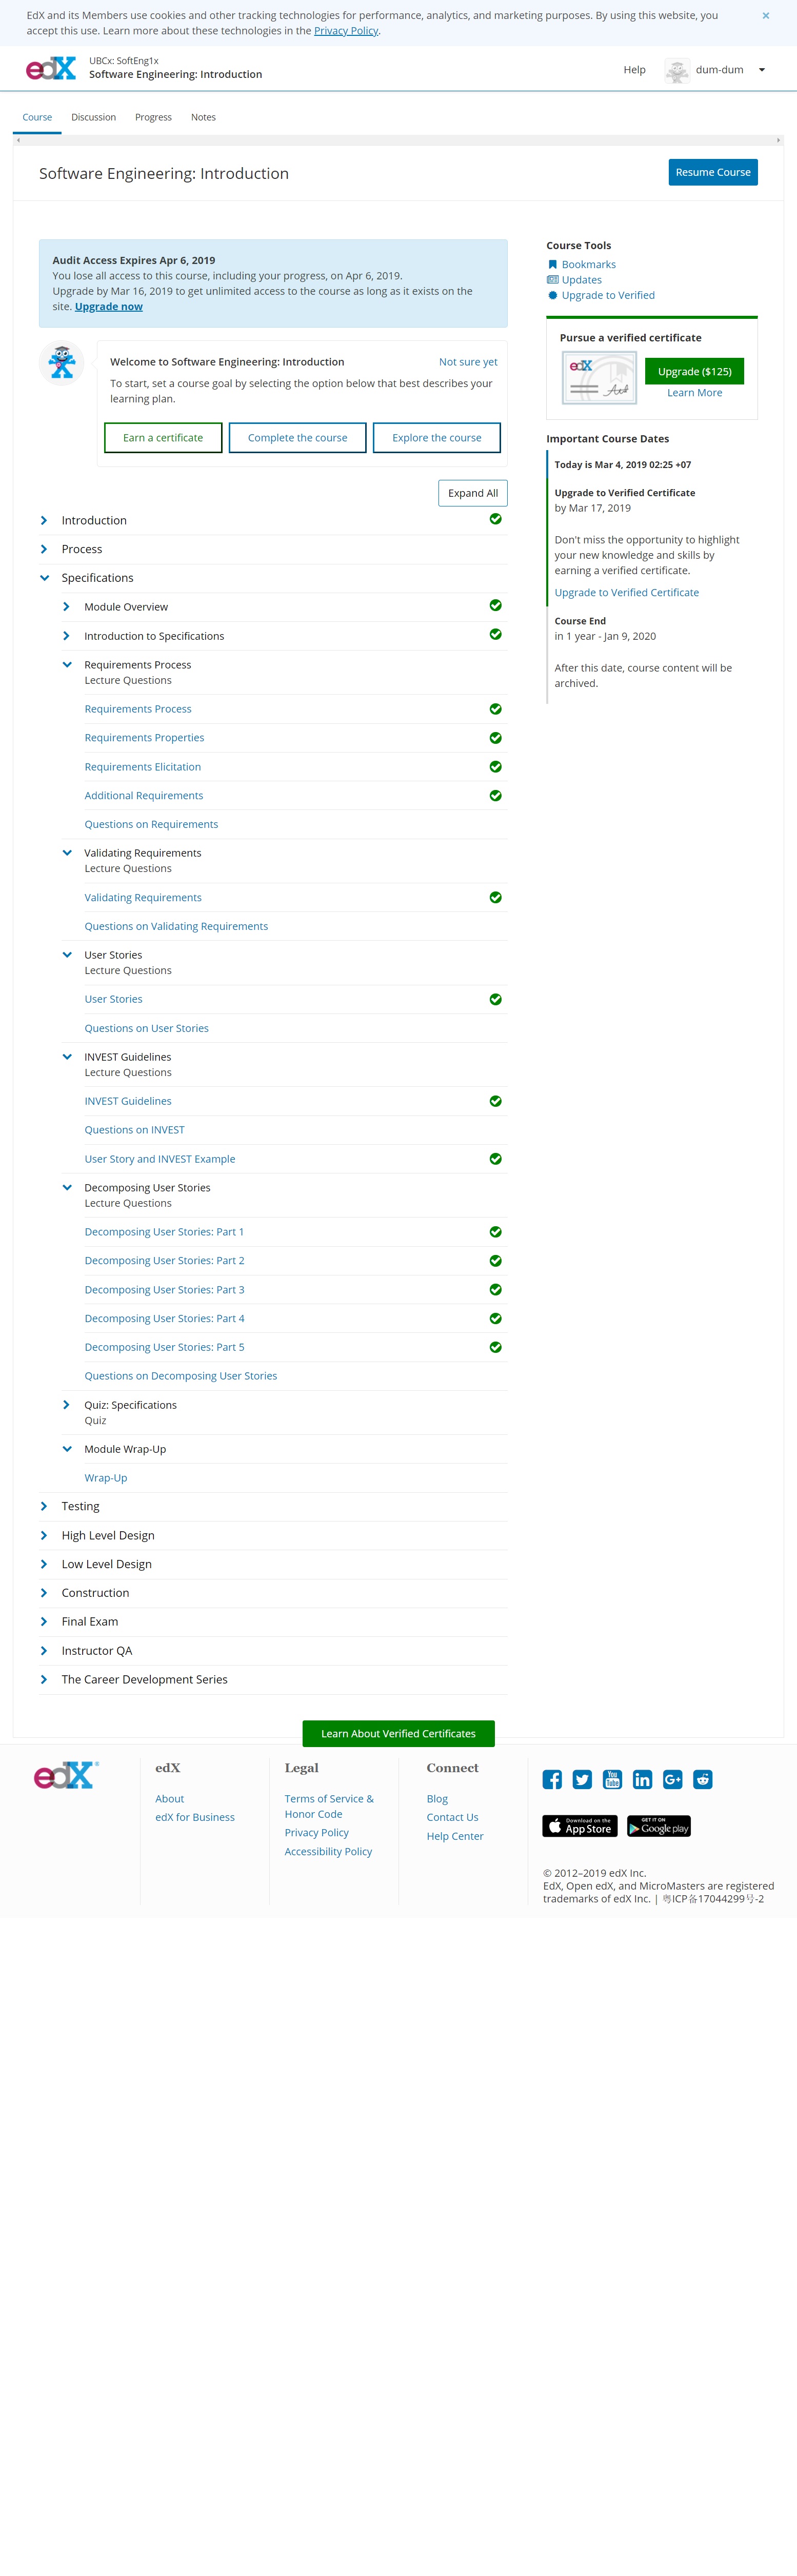 EdX and its Members use cookies and other tracking technologies for performance, analytics, and marketing purposes. By using this website, you
accept this use. Learn more about these technologies in the Privacy Policy.
×
edX
UBCx: SoftEng1x
Software Engineering: Introduction
Help
dum-dum
Course
Discussion
Progress
Notes
Software Engineering: Introduction
Resume Course
Audit Access Expires Apr 6, 2019
You lose all access to this course, including your progress, on Apr 6, 2019.
Upgrade by Mar 16, 2019 to get unlimited access to the course as long as it exists on the
site. Upgrade now
Welcome to Software Engineering: Introduction
Not sure yet
To start, set a course goal by selecting the option below that best describes your
learning plan.
Earn a certificate
Complete the course
Explore the course
Expand All
Introduction
Process
Specifications
Module Overview
Introduction to Specifications
Requirements Process
Lecture Questions
Requirements Process
Requirements Properties
Requirements Elicitation
Additional Requirements
Questions on Requirements
Validating Requirements
Lecture Questions
Validating Requirements
Questions on Validating Requirements
User Stories
Lecture Questions
User Stories
Questions on User Stories
INVEST Guidelines
Lecture Questions
INVEST Guidelines
Questions on INVEST
User Story and INVEST Example
Decomposing User Stories
Lecture Questions
Decomposing User Stories: Part 1
Decomposing User Stories: Part 2
Decomposing User Stories: Part 3
Decomposing User Stories: Part 4
Decomposing User Stories: Part 5
Questions on Decomposing User Stories
Quiz: Specifications
Quiz
Module Wrap-Up
Wrap-Up
Testing
High Level Design
Low Level Design
Construction
Final Exam
Instructor QA
The Career Development Series
Course Tools
Bookmarks
Updates
Upgrade to Verified
Pursue a verified certificate
edX
Upgrade ($125)
Learn More
Important Course Dates
Today is Mar 4, 2019 02:25 +07
Upgrade to Verified Certificate
by Mar 17, 2019
Don't miss the opportunity to highlight
your new knowledge and skills by
earning a verified certificate.
Upgrade to Verified Certificate
Course End
in 1 year - Jan 9, 2020
After this date, course content will be
archived.
Learn About Verified Certificates
edX®
edX
About
edX for Business
Legal
Terms of Service &
Honor Code
Privacy Policy
Accessibility Policy
Connect
Blog
Contact Us
Help Center
You
Tube
in
G+
Download on the
App Store
GET IT ON
Google play
© 2012–2019 edX Inc.
EdX, Open edX, and MicroMasters are registered
trademarks of edX Inc. | 粤ICP备17044299号-2